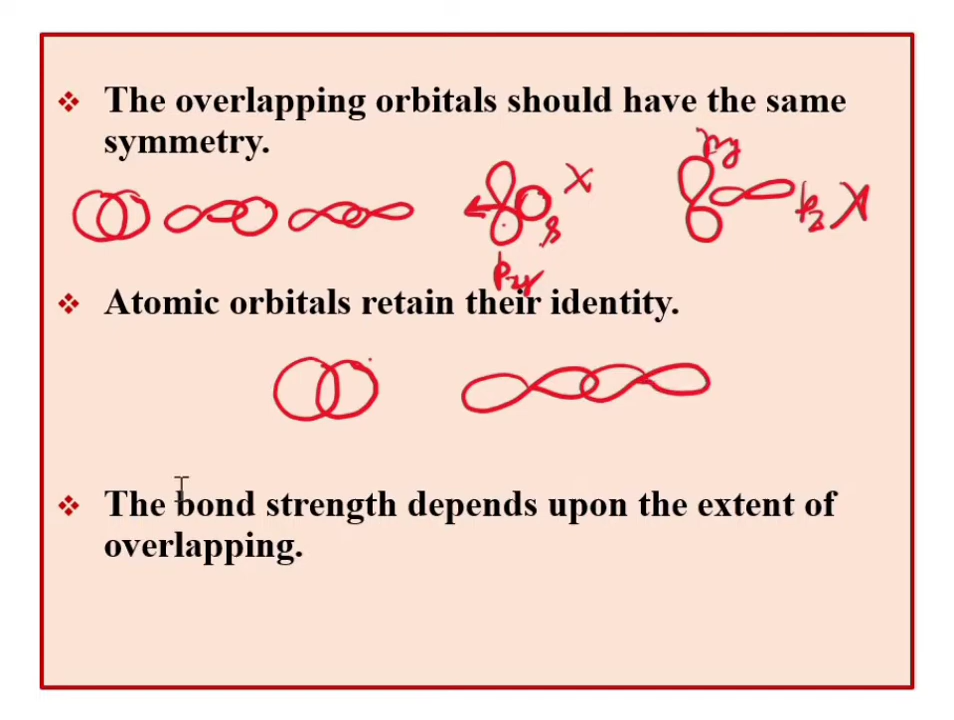 ❖ The overlapping orbitals should have the same
symmetry.
py
X
pz X
s
❖ Atomic orbitals retain their identity.
❖ The bond strength depends upon the extent of
overlapping.